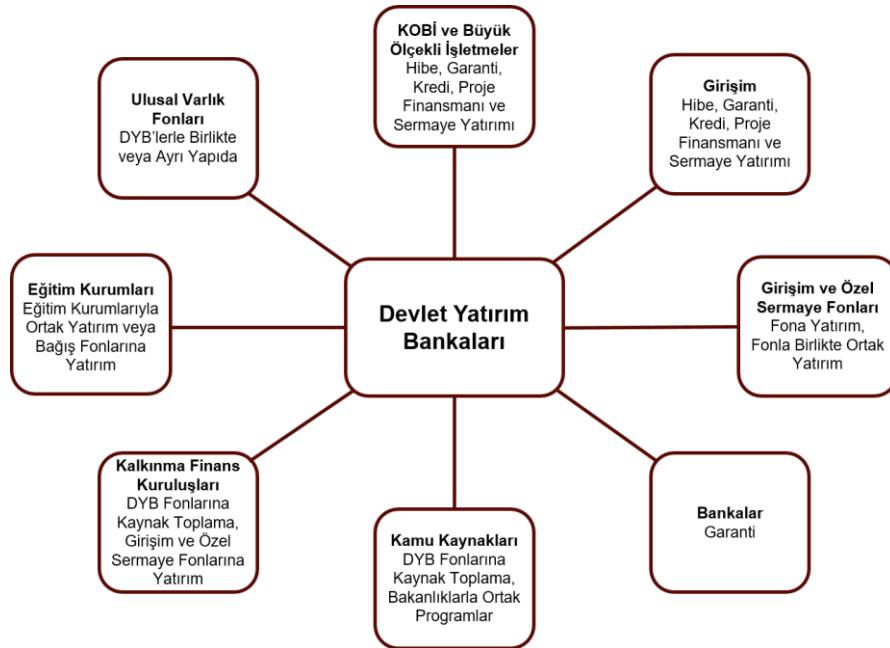 KOBİ ve Büyük
Ölçekli İşletmeler
Hibe, Garanti,
Kredi, Proje
Finansmanı ve
Sermaye Yatırımı
Ulusal Varlık
Fonları
DYB'lerle Birlikte
veya Ayrı Yapıda
Girişim
Hibe, Garanti,
Kredi, Proje
Finansmanı ve
Sermaye Yatırımı
Eğitim Kurumları
Eğitim Kurumlarıyla
Ortak Yatırım veya
Bağış Fonlarına
Yatırım
Devlet Yatırım
Bankaları
Girişim ve Özel
Sermaye Fonları
Fona Yatırım,
Fonla Birlikte Ortak
Yatırım
Kalkınma Finans
Kuruluşları
DYB Fonlarına
Kaynak Toplama,
Girişim ve Özel
Sermaye Fonlarına
Yatırım
Kamu Kaynakları
DYB Fonlarına
Kaynak Toplama,
Bakanlıklarla Ortak
Programlar
Bankalar
Garanti